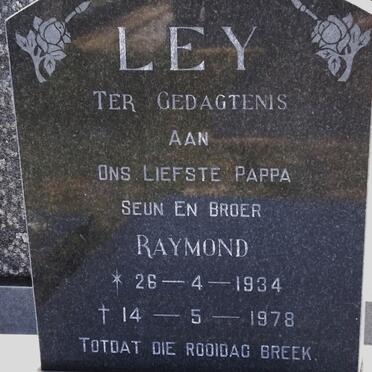 LEY
TER GEDAGTENIS
AAN
ONS LIEFSTE PAPPA
SEUN EN BROER
RAYMOND
* 26 — 4 — 1934
† 14 — 5 — 1978
TOTDAT DIE ROOIDAG BREEK.